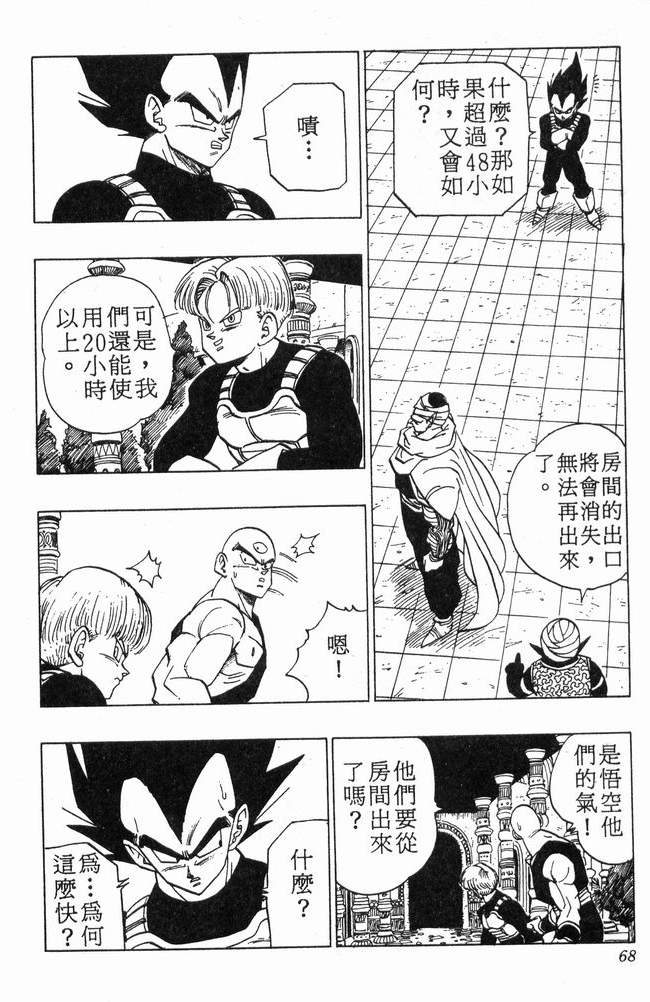 什麼？那如
果超過48小
時，又會如
何？
房間的出口
將會消失，
無法再出來
了。
嘖…
可是，我
們還能使
用20小時
以上。
嗯！
是悟空他
們的氣！
他們要從
房間出來
了嗎？
什麼？
為…為何
這麼快？
68